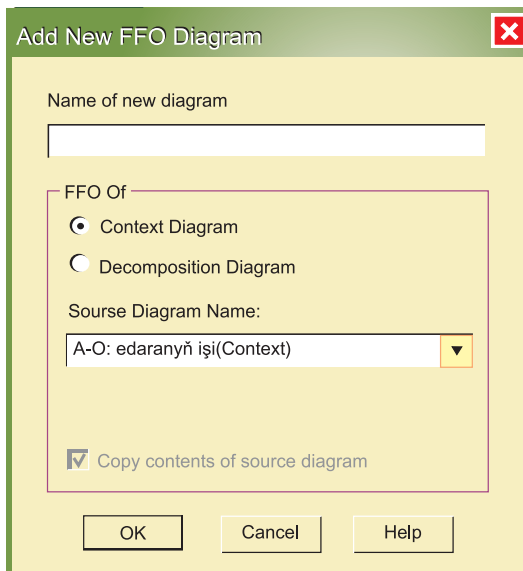 Add New FFO Diagram
Name of new diagram
FFO Of
Context Diagram
Decomposition Diagram
Sourse Diagram Name:
A-O: edaranyň işi(Context)
Copy contents of source diagram
OK Cancel Help